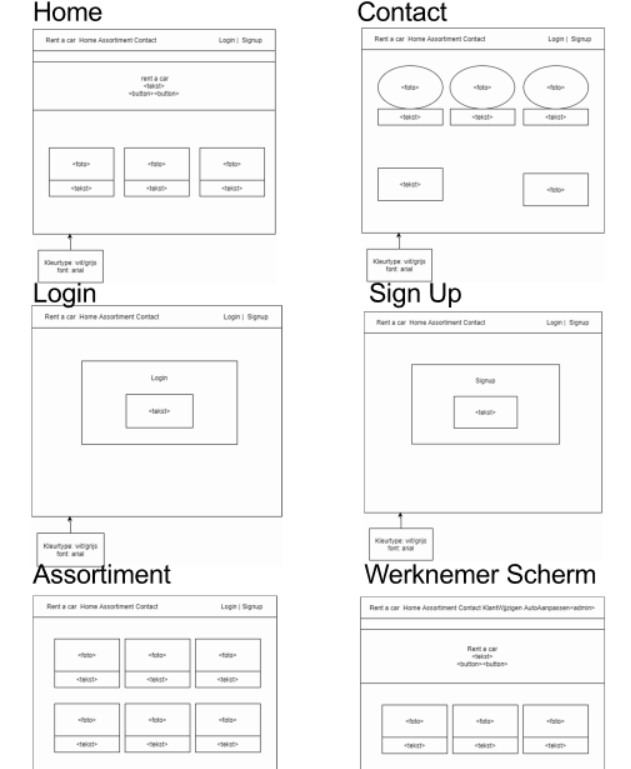 Home
Rent a car Home Assortiment Contact Login | Signup
rent a car
<tekst>
<button><button>
<foto> <foto> <foto>
<tekst> <tekst> <tekst>
Kleurtype: wit/grijs
font: arial
Contact
Rent a car Home Assortiment Contact Login | Signup
<foto> <foto> <foto>
<tekst> <tekst> <tekst>
<tekst> <foto>
Kleurtype: wit/grijs
font: arial
Login
Rent a car Home Assortiment Contact Login | Signup
Login
<tekst>
Kleurtype: wit/grijs
font: arial
Sign Up
Rent a car Home Assortiment Contact Login | Signup
Signup
<tekst>
Kleurtype: wit/grijs
font: arial
Assortiment
Rent a car Home Assortiment Contact Login | Signup
<foto> <foto> <foto>
<tekst> <tekst> <tekst>
<foto> <foto> <foto>
<tekst> <tekst> <tekst>
Werknemer Scherm
Rent a car Home Assortiment Contact KlantWijzigen AutoAanpassen<admin>
Rent a car
<tekst>
<button><button>
<foto> <foto> <foto>
<tekst> <tekst> <tekst>